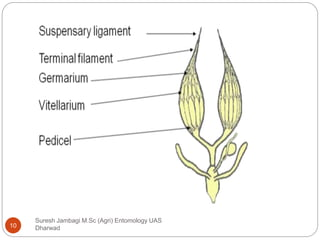 Suspensary ligament
Terminal filament
Germarium
Vitellarium
Pedicel
10
Suresh Jambagi M Sc (Agri) Entomology UAS
Dharwad